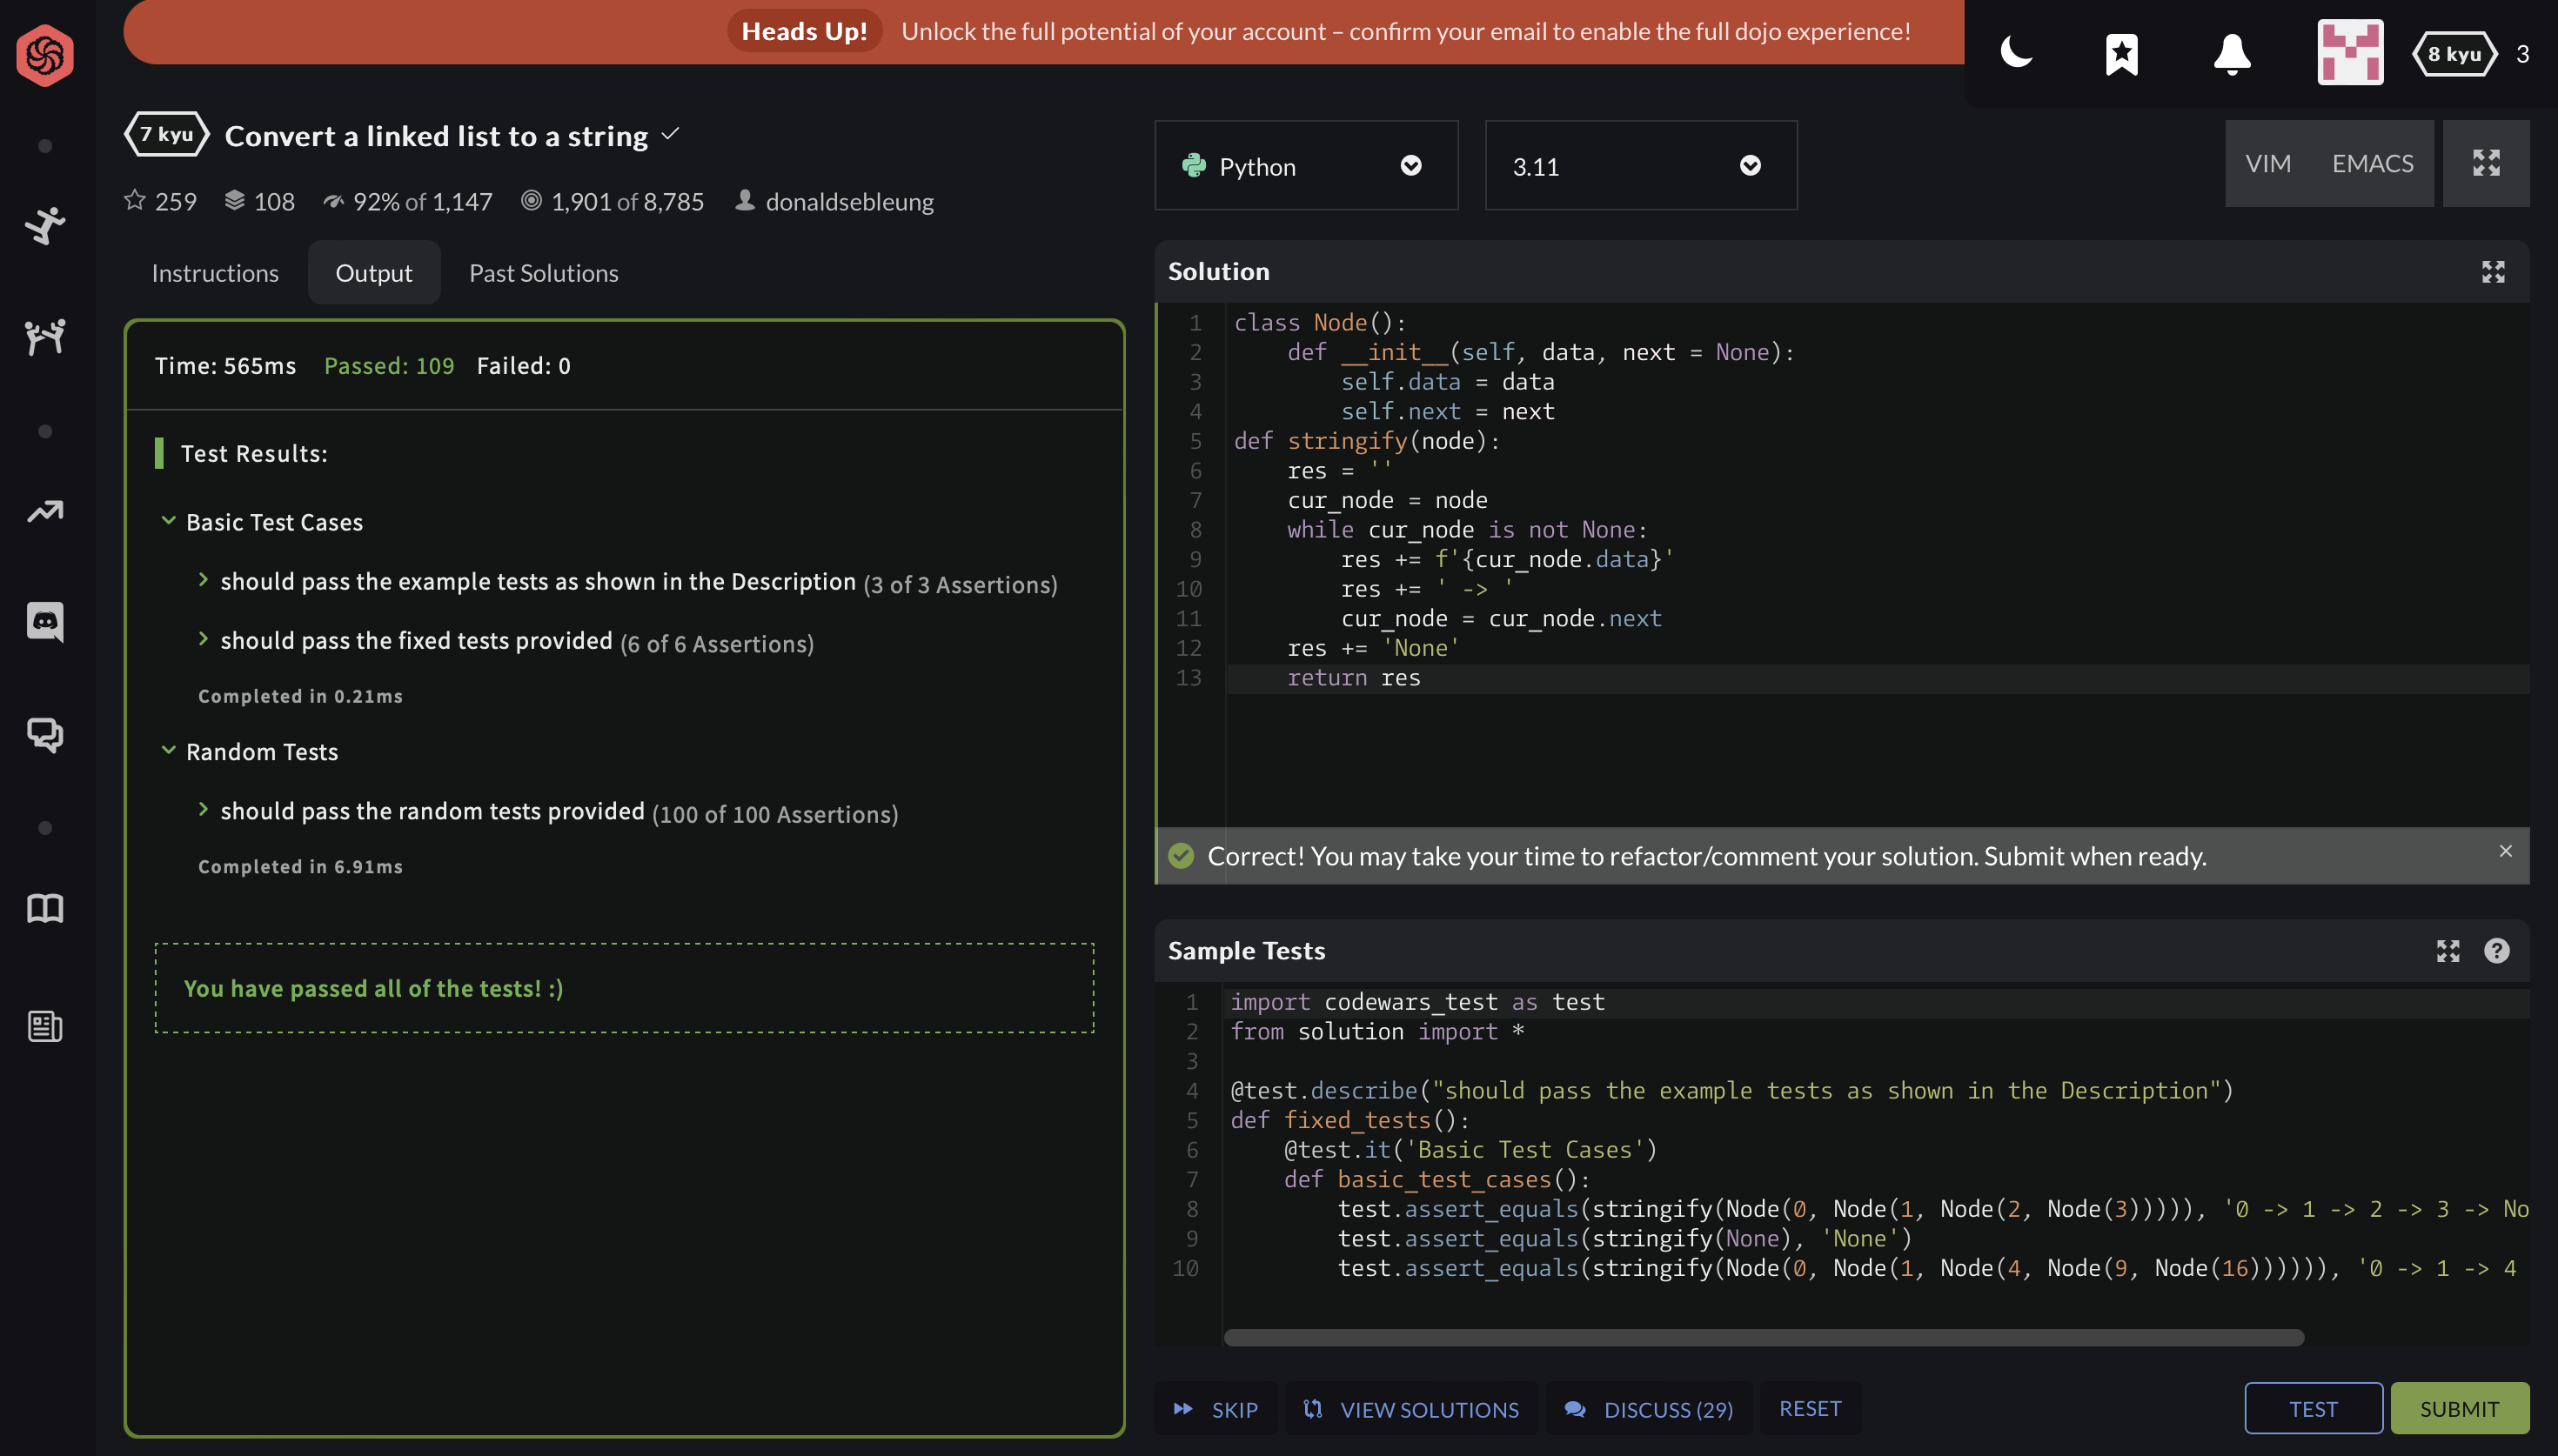 Heads Up! Unlock the full potential of your account – confirm your email to enable the full dojo experience!
8 kyu 3
7 kyu Convert a linked list to a string
259 108 92% of 1,147 1,901 of 8,785 donaldsebleung
Instructions Output Past Solutions
Time: 565ms Passed: 109 Failed: 0
Test Results:
Basic Test Cases
should pass the example tests as shown in the Description (3 of 3 Assertions)
should pass the fixed tests provided (6 of 6 Assertions)
Completed in 0.21ms
Random Tests
should pass the random tests provided (100 of 100 Assertions)
Completed in 6.91ms
You have passed all of the tests! :)
Python 3.11 VIM EMACS
Solution
1 class Node():
2     def __init__(self, data, next = None):
3         self.data = data
4         self.next = next
5 def stringify(node):
6     res = ''
7     cur_node = node
8     while cur_node is not None:
9         res += f'{cur_node.data}'
10         res += ' -> '
11         cur_node = cur_node.next
12     res += 'None'
13     return res
Correct! You may take your time to refactor/comment your solution. Submit when ready.
Sample Tests
1 import codewars_test as test
2 from solution import *
3
4 @test.describe("should pass the example tests as shown in the Description")
5 def fixed_tests():
6     @test.it('Basic Test Cases')
7     def basic_test_cases():
8         test.assert_equals(stringify(Node(0, Node(1, Node(2, Node(3))))), '0 -> 1 -> 2 -> 3 -> No
9         test.assert_equals(stringify(None), 'None')
10         test.assert_equals(stringify(Node(0, Node(1, Node(4, Node(9, Node(16)))))), '0 -> 1 -> 4
SKIP VIEW SOLUTIONS DISCUSS (29) RESET TEST SUBMIT